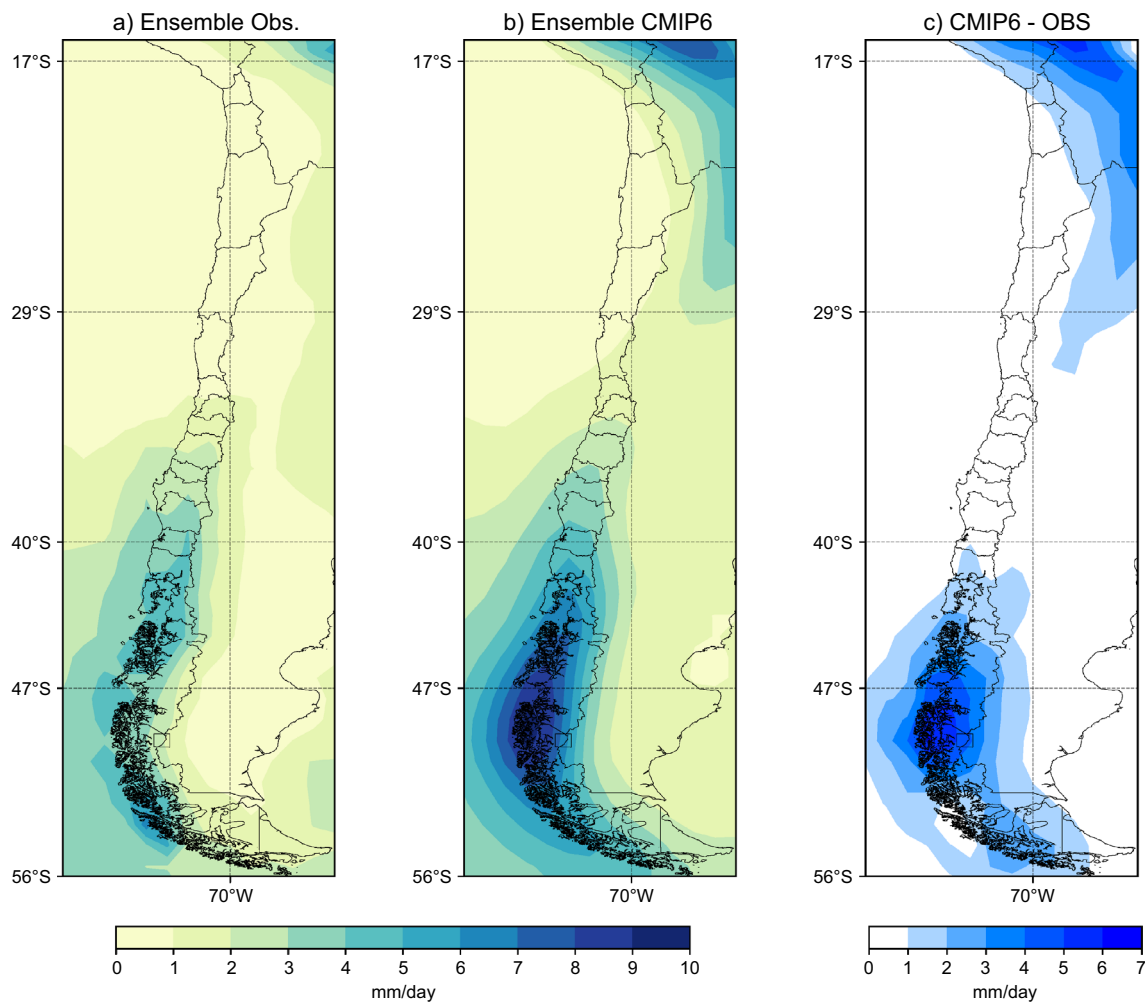 a) Ensemble Obs.
b) Ensemble CMIP6
c) CMIP6 - OBS
17°S
17°S
17°S
29°S
29°S
29°S
40°S
40°S
40°S
47°S
47°S
47°S
56°S
56°S
56°S
70°W
70°W
70°W
0 1 2 3 4 5 6 7 8 9 10
0 1 2 3 4 5 6 7
mm/day
mm/day